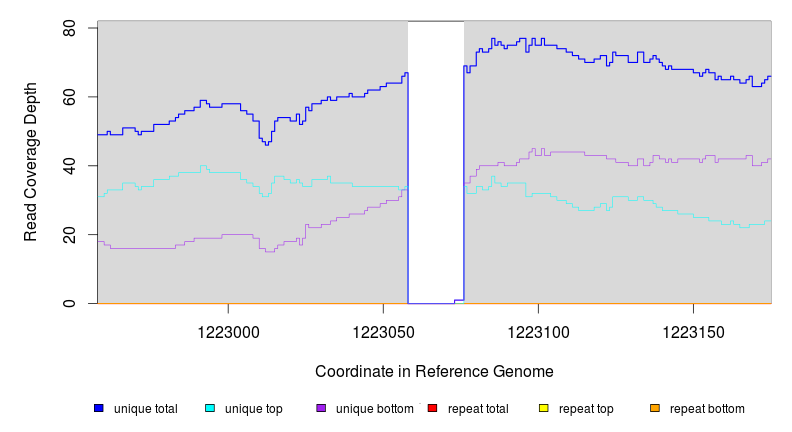 80
60
40
20
0
Read Coverage Depth
1223000 1223050 1223100 1223150
Coordinate in Reference Genome
unique total unique top unique bottom repeat total repeat top repeat bottom